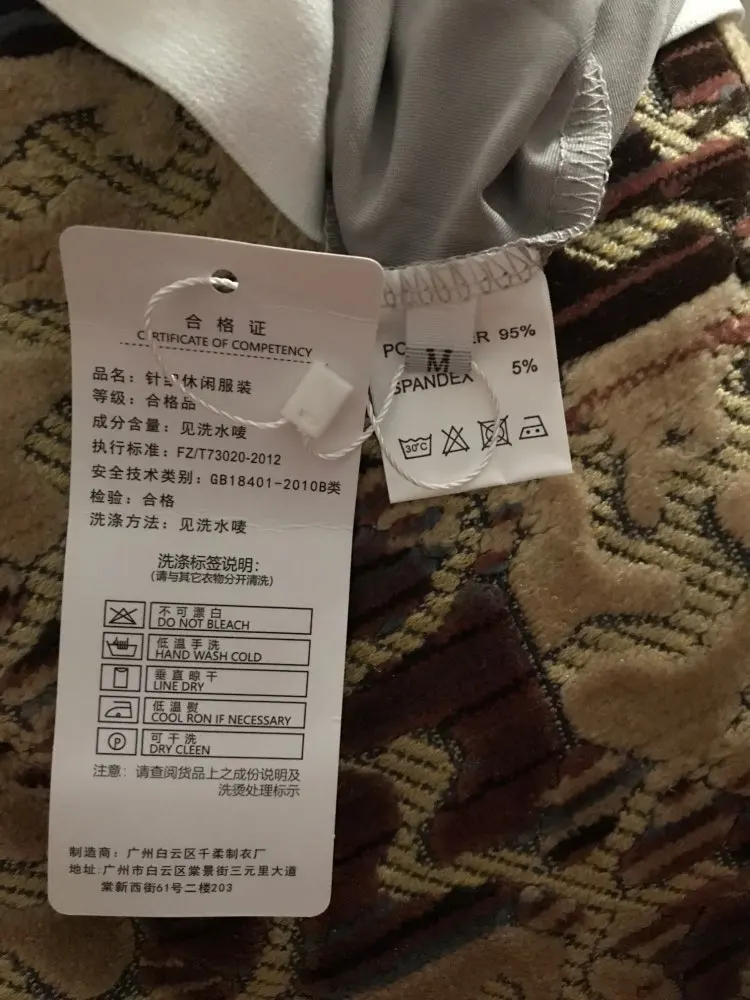 合格证
CERTIFICATE OF COMPETENCY
品名：针织休闲服装
等级：合格品
成分含量：见洗水唛
执行标准：FZ/T73020-2012
安全技术类别：GB18401-2010B类
检验：合格
洗涤方法：见洗水唛
洗涤标签说明：
(请与其它衣物分开清洗)
不可漂白
DO NOT BLEACH
低温手洗
HAND WASH COLD
垂直晾干
LINE DRY
低温熨
COOL RON IF NECESSARY
P
可干洗
DRY CLEEN
注意：请查阅货品上之成份说明及
洗烫处理标示
制造商：广州白云区千柔制衣厂
地址:广州市白云区棠景街三元里大道
棠新西街61号二楼203
95%
M
SPANDEX 5%
30°C